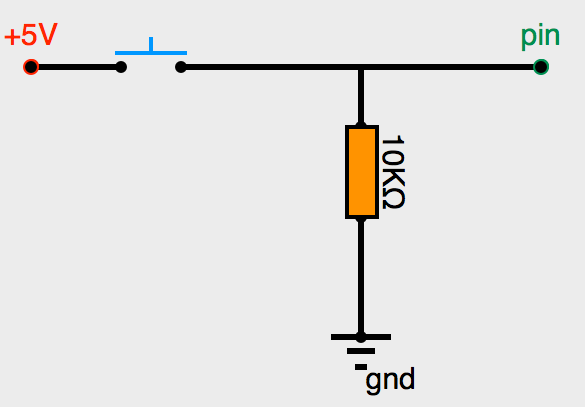 +5V
pin
10KΩ
gnd